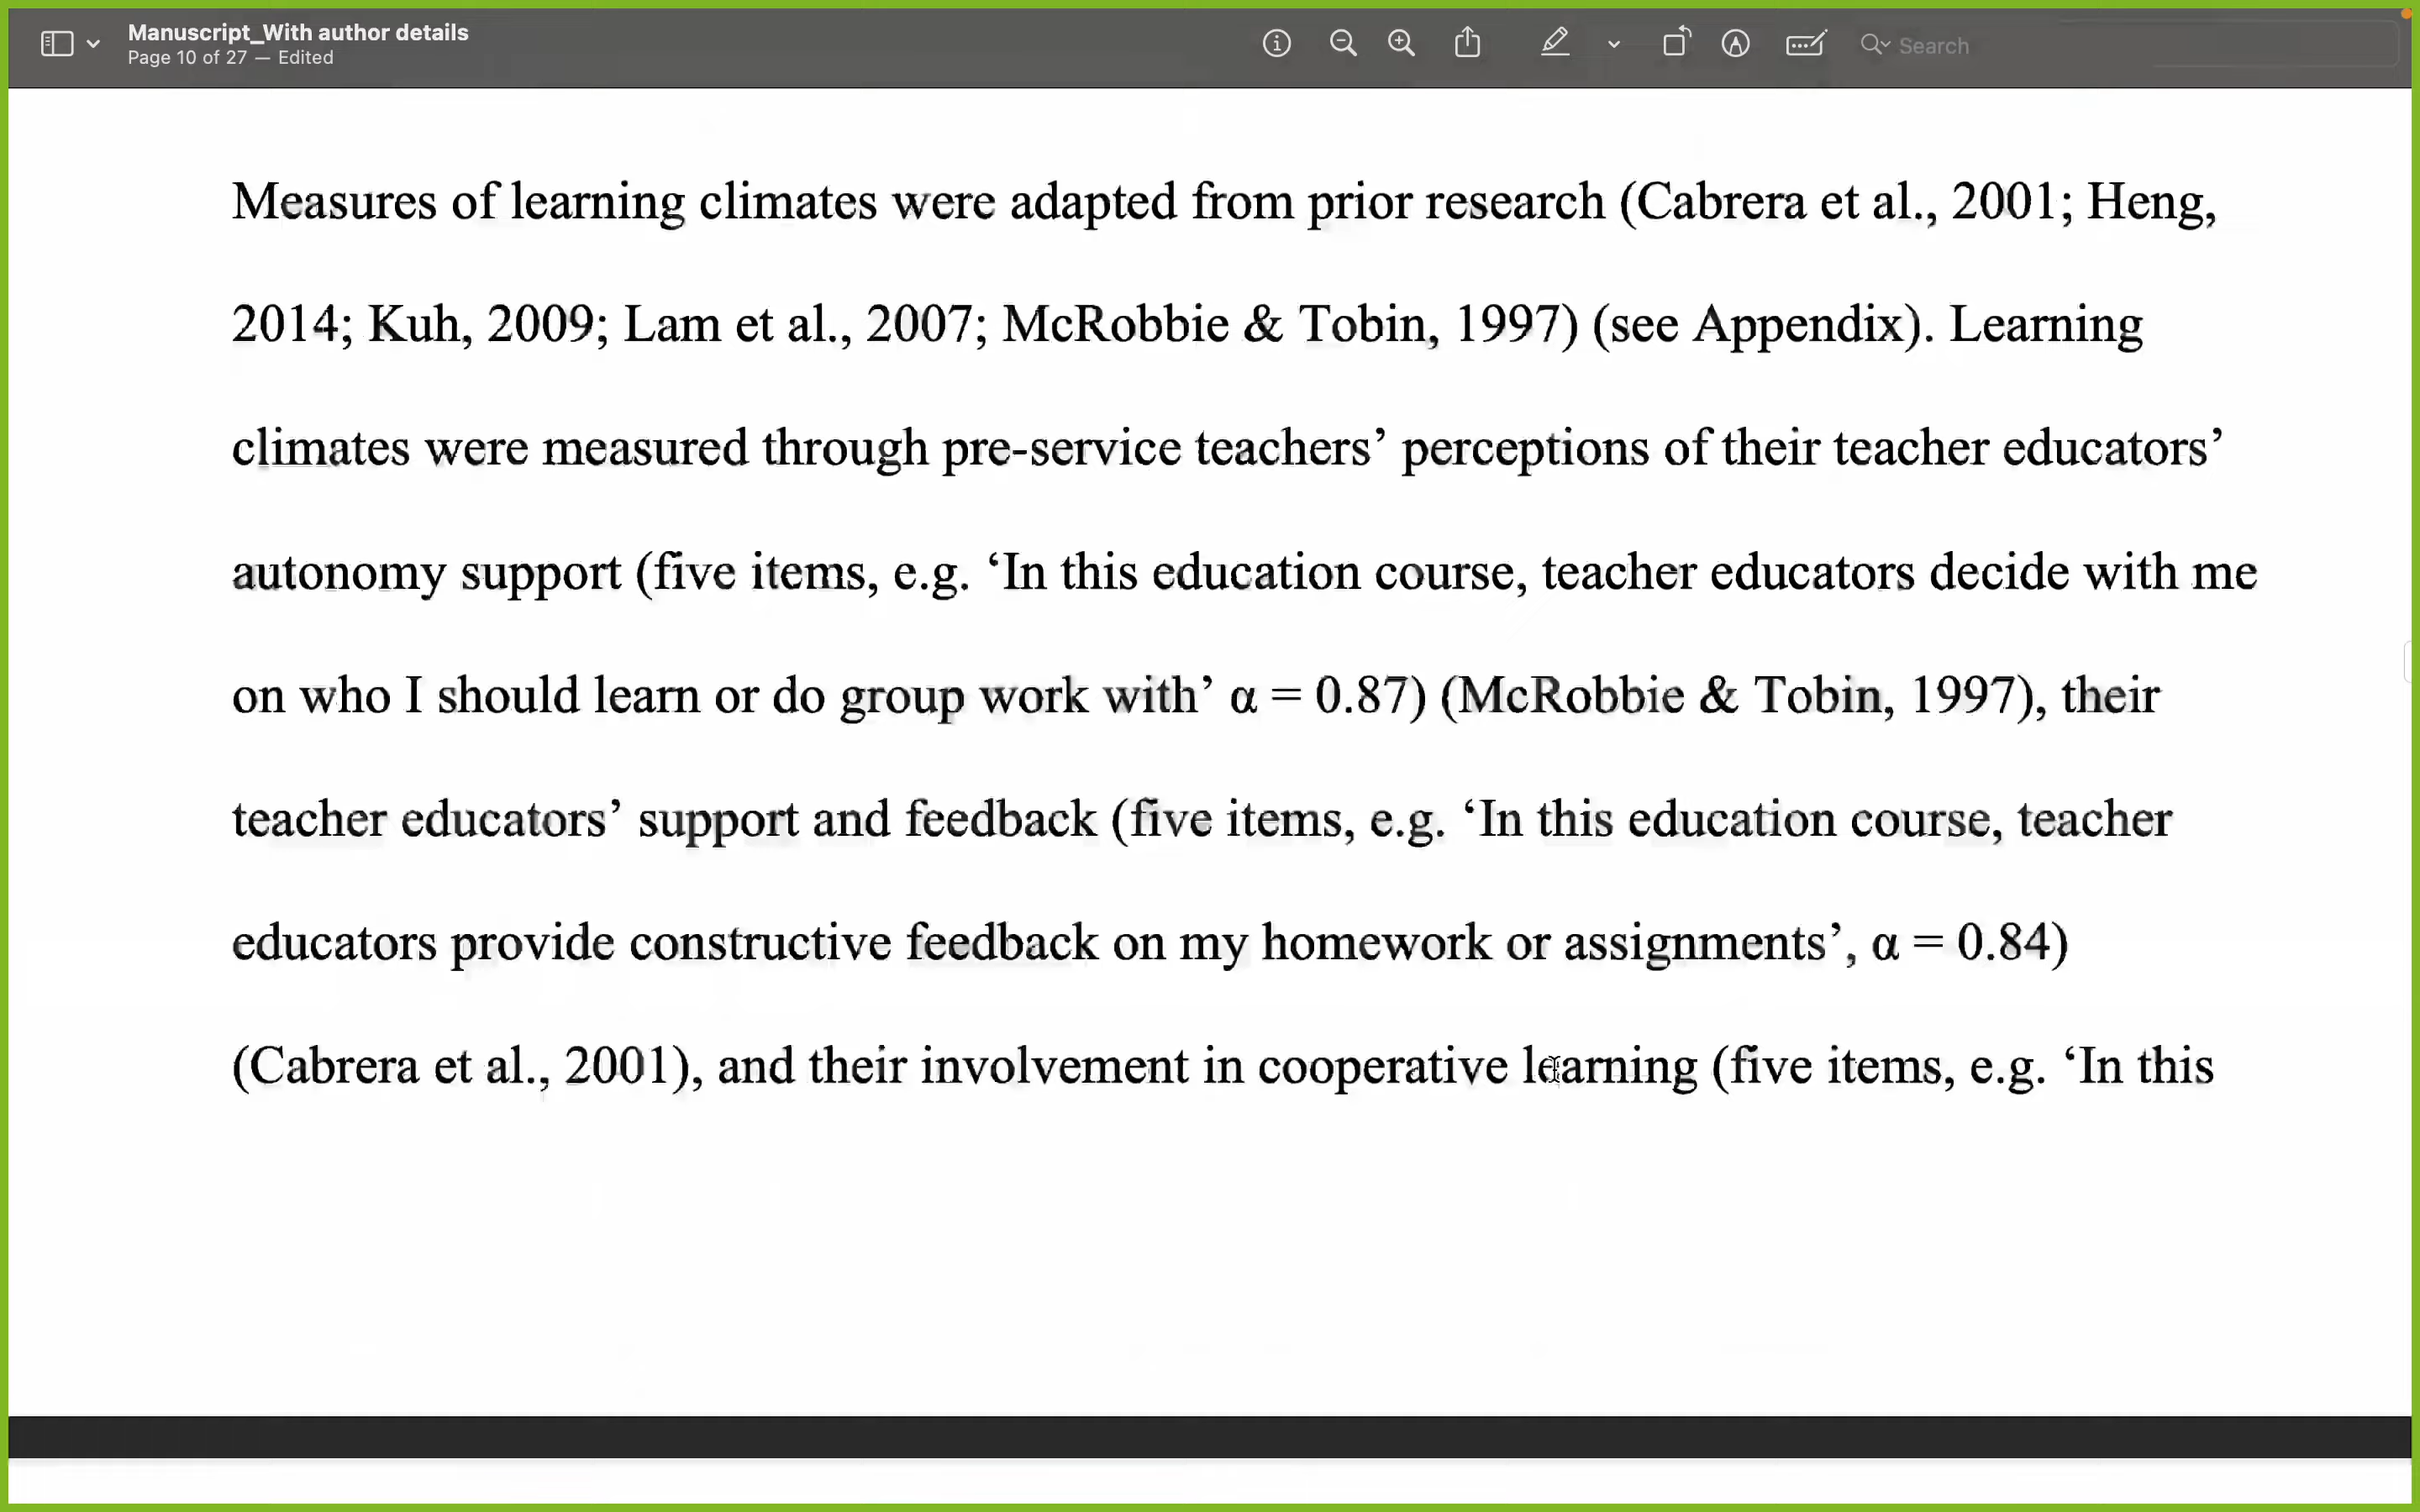 Manuscript_With author details
Page 10 of 27 — Edited
Search
Measures of learning climates were adapted from prior research (Cabrera et al., 2001; Heng,
2014; Kuh, 2009; Lam et al., 2007; McRobbie & Tobin, 1997) (see Appendix). Learning
climates were measured through pre-service teachers’ perceptions of their teacher educators’
autonomy support (five items, e.g. ‘In this education course, teacher educators decide with me
on who I should learn or do group work with’ α = 0.87) (McRobbie & Tobin, 1997), their
teacher educators’ support and feedback (five items, e.g. ‘In this education course, teacher
educators provide constructive feedback on my homework or assignments’, α = 0.84)
(Cabrera et al., 2001), and their involvement in cooperative learning (five items, e.g. ‘In this